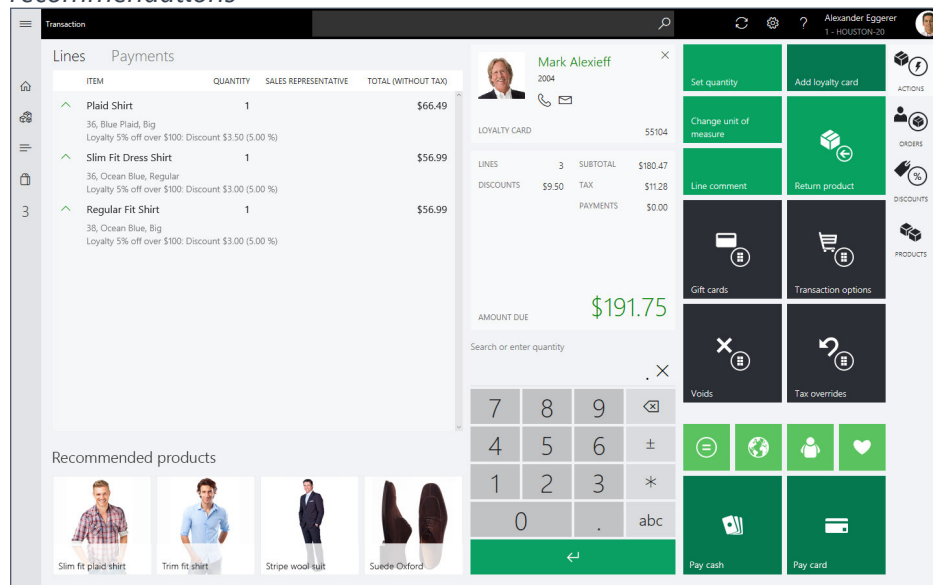 recommendations
Transaction
Alexander Eggerer
1 - HOUSTON-20
Lines Payments
ITEM QUANTITY SALES REPRESENTATIVE TOTAL (WITHOUT TAX)
Plaid Shirt 1 $66.49
36, Blue Plaid, Big
Loyalty 5% off over $100: Discount $3.50 (5.00 %)
Slim Fit Dress Shirt 1 $56.99
36, Ocean Blue, Regular
Loyalty 5% off over $100: Discount $3.00 (5.00 %)
Regular Fit Shirt 1 $56.99
38, Ocean Blue, Big
Loyalty 5% off over $100: Discount $3.00 (5.00 %)
3
Recommended products
Slim fit plaid shirt
Trim fit shirt
Stripe wool suit
Suede Oxford
Mark Alexieff
2004
LOYALTY CARD 55104
LINES 3 SUBTOTAL $180.47
DISCOUNTS $9.50 TAX $11.28
PAYMENTS $0.00
AMOUNT DUE $191.75
Search or enter quantity
.
7 8 9
4 5 6 ±
1 2 3 *
0 . abc
Set quantity
Add loyalty card
Change unit of
measure
Line comment
Return product
Gift cards
Transaction options
Voids
Tax overrides
Pay cash
Pay card
ACTIONS
ORDERS
DISCOUNTS
PRODUCTS